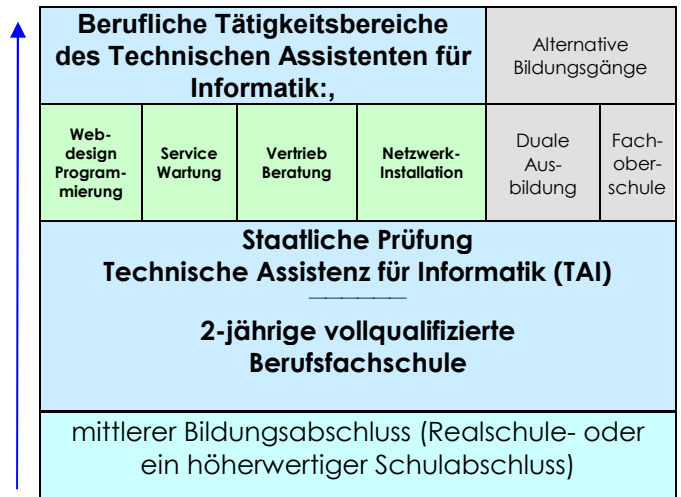 Berufliche Tätigkeitsbereiche
des Technischen Assistenten für
Informatik:,
Alternative
Bildungsgänge
Web-
design
Program-
mierung
Service
Wartung
Vertrieb
Beratung
Netzwerk-
Installation
Duale
Aus-
bildung
Fach-
ober-
schule
Staatliche Prüfung
Technische Assistenz für Informatik (TAI)
2-jährige vollqualifizierte
Berufsfachschule
mittlerer Bildungsabschluss (Realschule- oder
ein höherwertiger Schulabschluss)